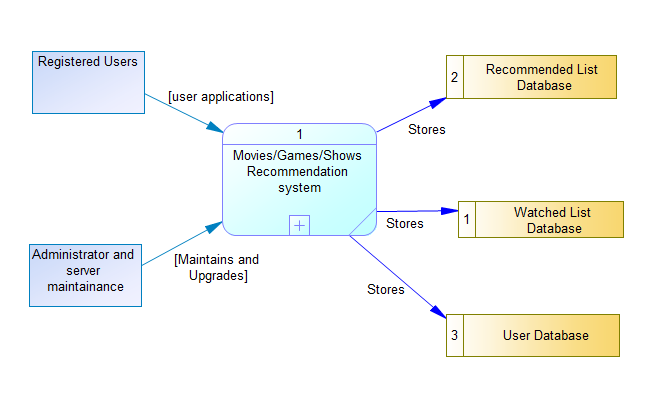 Registered Users
[user applications]
1
Movies/Games/Shows
Recommendation
system
Administrator and
server
maintainance
[Maintains and
Upgrades]
Stores
2
Recommended List
Database
Stores
1
Watched List
Database
Stores
3
User Database